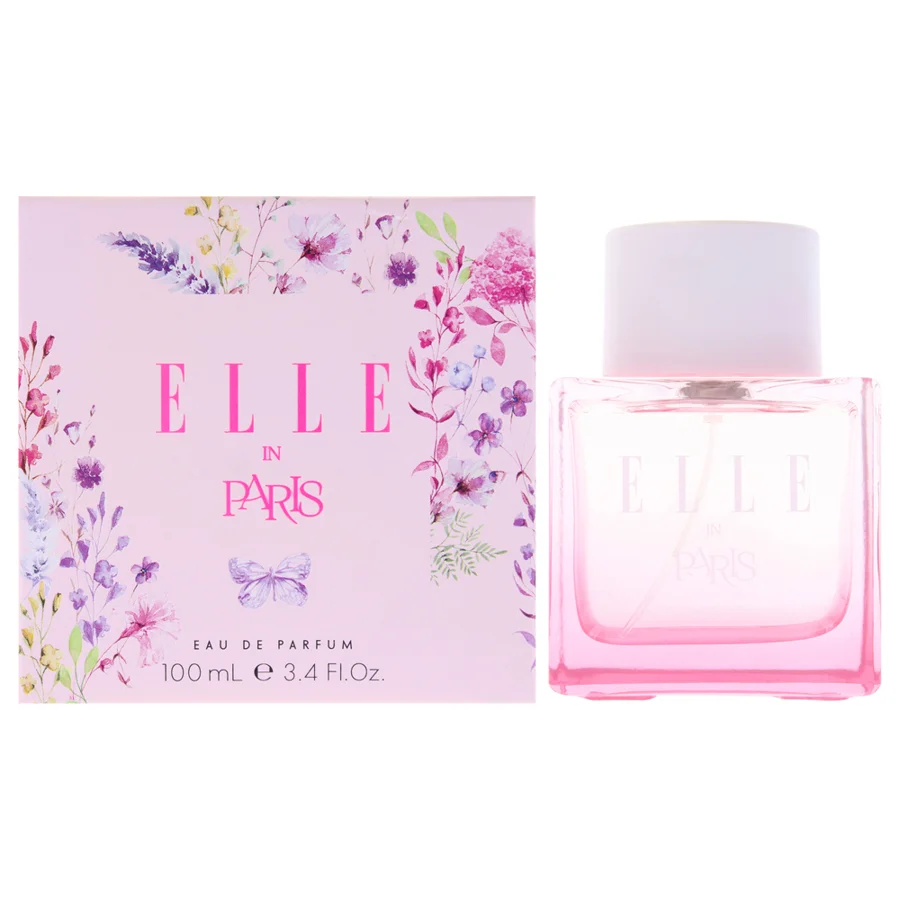 ELLE
IN
PARIS
EAU DE PARFUM
100 mL ℮ 3.4 Fl.Oz.
ELLE
IN
PARIS